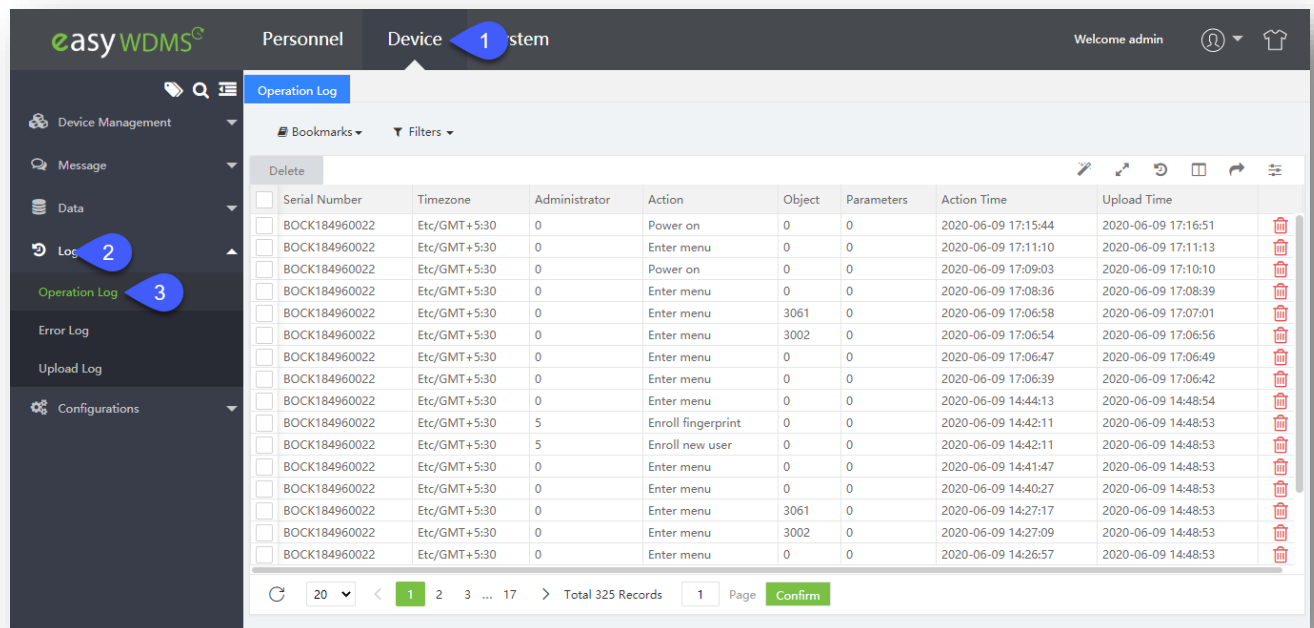 easy WDMS
Personnel Device 1 stem Welcome admin
Operation Log
Device Management
Bookmarks Filters
Message
Delete
Data
Log 2
Operation Log 3
Error Log
Upload Log
Configurations
Serial Number Timezone Administrator Action Object Parameters Action Time Upload Time
BOCK184960022 Etc/GMT+5:30 0 Power on 0 0 2020-06-09 17:15:44 2020-06-09 17:16:51
BOCK184960022 Etc/GMT+5:30 0 Enter menu 0 0 2020-06-09 17:11:10 2020-06-09 17:11:13
BOCK184960022 Etc/GMT+5:30 0 Power on 0 0 2020-06-09 17:09:03 2020-06-09 17:10:10
BOCK184960022 Etc/GMT+5:30 0 Enter menu 0 0 2020-06-09 17:08:36 2020-06-09 17:08:39
BOCK184960022 Etc/GMT+5:30 0 Enter menu 3061 0 2020-06-09 17:06:58 2020-06-09 17:07:01
BOCK184960022 Etc/GMT+5:30 0 Enter menu 3002 0 2020-06-09 17:06:54 2020-06-09 17:06:56
BOCK184960022 Etc/GMT+5:30 0 Enter menu 0 0 2020-06-09 17:06:47 2020-06-09 17:06:49
BOCK184960022 Etc/GMT+5:30 0 Enter menu 0 0 2020-06-09 17:06:39 2020-06-09 17:06:42
BOCK184960022 Etc/GMT+5:30 0 Enter menu 0 0 2020-06-09 14:44:13 2020-06-09 14:48:54
BOCK184960022 Etc/GMT+5:30 5 Enroll fingerprint 0 0 2020-06-09 14:42:11 2020-06-09 14:48:53
BOCK184960022 Etc/GMT+5:30 5 Enroll new user 0 0 2020-06-09 14:42:11 2020-06-09 14:48:53
BOCK184960022 Etc/GMT+5:30 0 Enter menu 0 0 2020-06-09 14:41:47 2020-06-09 14:48:53
BOCK184960022 Etc/GMT+5:30 0 Enter menu 0 0 2020-06-09 14:40:27 2020-06-09 14:48:53
BOCK184960022 Etc/GMT+5:30 0 Enter menu 3061 0 2020-06-09 14:27:17 2020-06-09 14:48:53
BOCK184960022 Etc/GMT+5:30 0 Enter menu 3002 0 2020-06-09 14:27:09 2020-06-09 14:48:53
BOCK184960022 Etc/GMT+5:30 0 Enter menu 0 0 2020-06-09 14:26:57 2020-06-09 14:48:53
20 < 1 2 3 ... 17 > Total 325 Records 1 Page Confirm